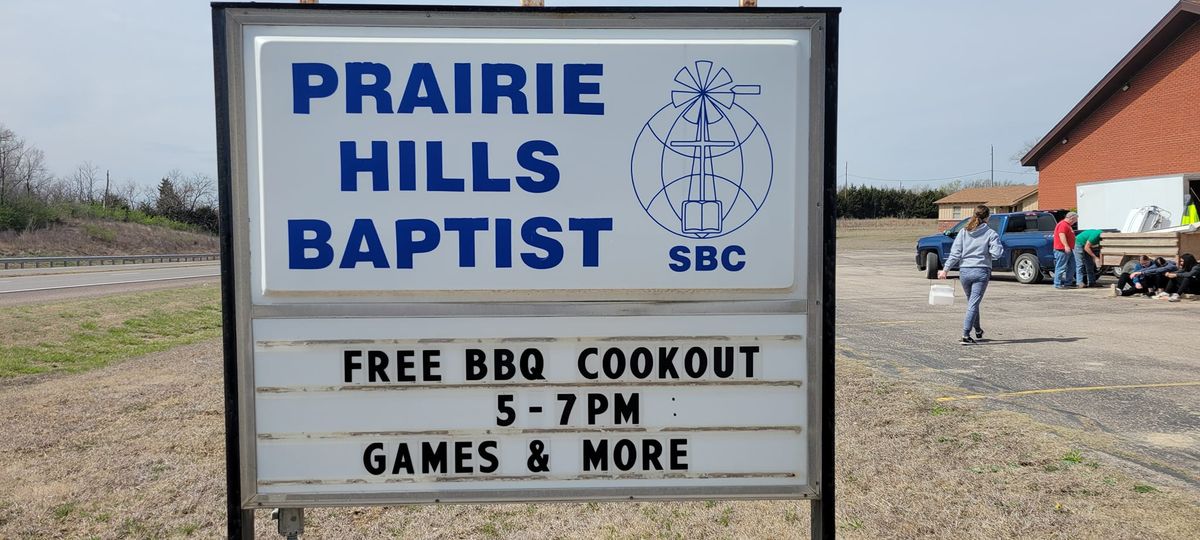 PRAIRIE
HILLS
BAPTIST
SBC
FREE BBQ COOKOUT
5-7PM
GAMES & MORE